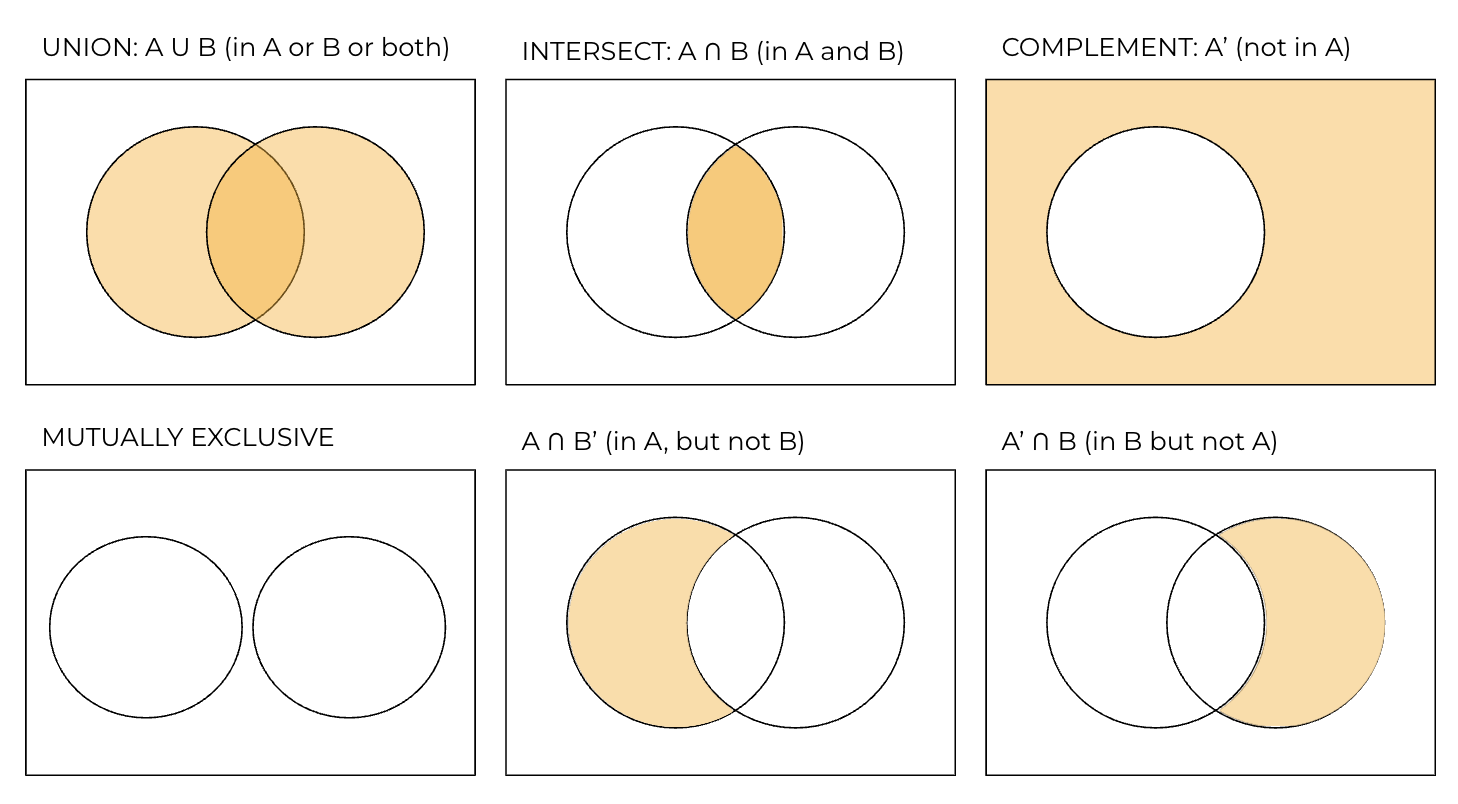 UNION: A U B (in A or B or both)
INTERSECT: A ∩ B (in A and B)
COMPLEMENT: A’ (not in A)
MUTUALLY EXCLUSIVE
A ∩ B’ (in A, but not B)
A’ ∩ B (in B but not A)